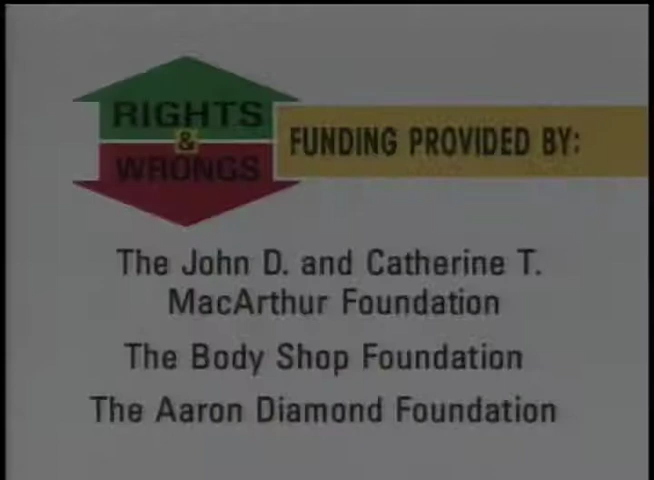 RIGHTS
&
WRONGS
FUNDING PROVIDED BY:
The John D. and Catherine T.
MacArthur Foundation
The Body Shop Foundation
The Aaron Diamond Foundation